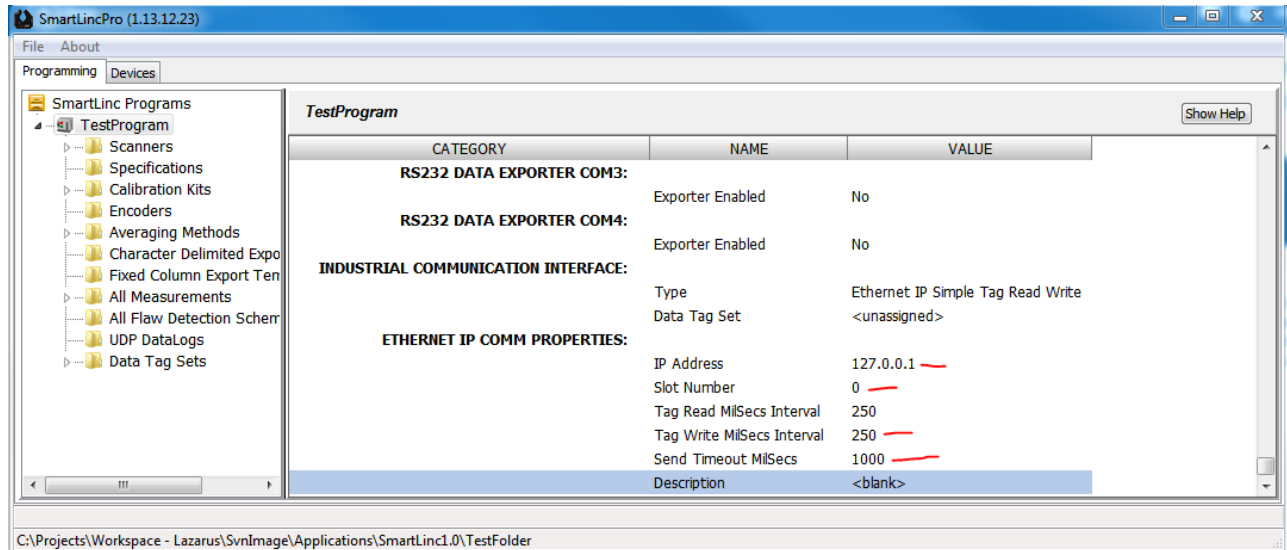 SmartLincPro (1.13.12.23)
File About
Programming Devices
SmartLinc Programs
TestProgram
Scanners
Specifications
Calibration Kits
Encoders
Averaging Methods
Character Delimited Expo
Fixed Column Export Tem
All Measurements
All Flaw Detection Schem
UDP DataLogs
Data Tag Sets
TestProgram Show Help
CATEGORY NAME VALUE
RS232 DATA EXPORTER COM3:
Exporter Enabled No
RS232 DATA EXPORTER COM4:
Exporter Enabled No
INDUSTRIAL COMMUNICATION INTERFACE:
Type Ethernet IP Simple Tag Read Write
Data Tag Set <unassigned>
ETHERNET IP COMM PROPERTIES:
IP Address 127.0.0.1
Slot Number 0
Tag Read MilSecs Interval 250
Tag Write MilSecs Interval 250
Send Timeout MilSecs 1000
Description <blank>
C:\Projects\Workspace - Lazarus\SvnImage\Applications\SmartLinc1.0\TestFolder